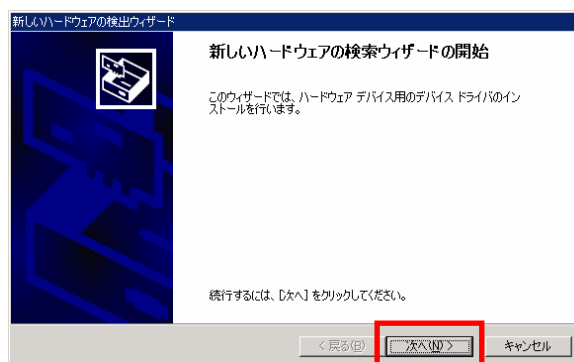 新しいハードウェアの検出ウィザード
新しいハードウェアの検索ウィザードの開始
このウィザードでは、ハードウェア デバイス用のデバイス ドライバのイン
ストールを行います。
続行するには、[次へ] をクリックしてください。
< 戻る(B) 次へ(N) > キャンセル